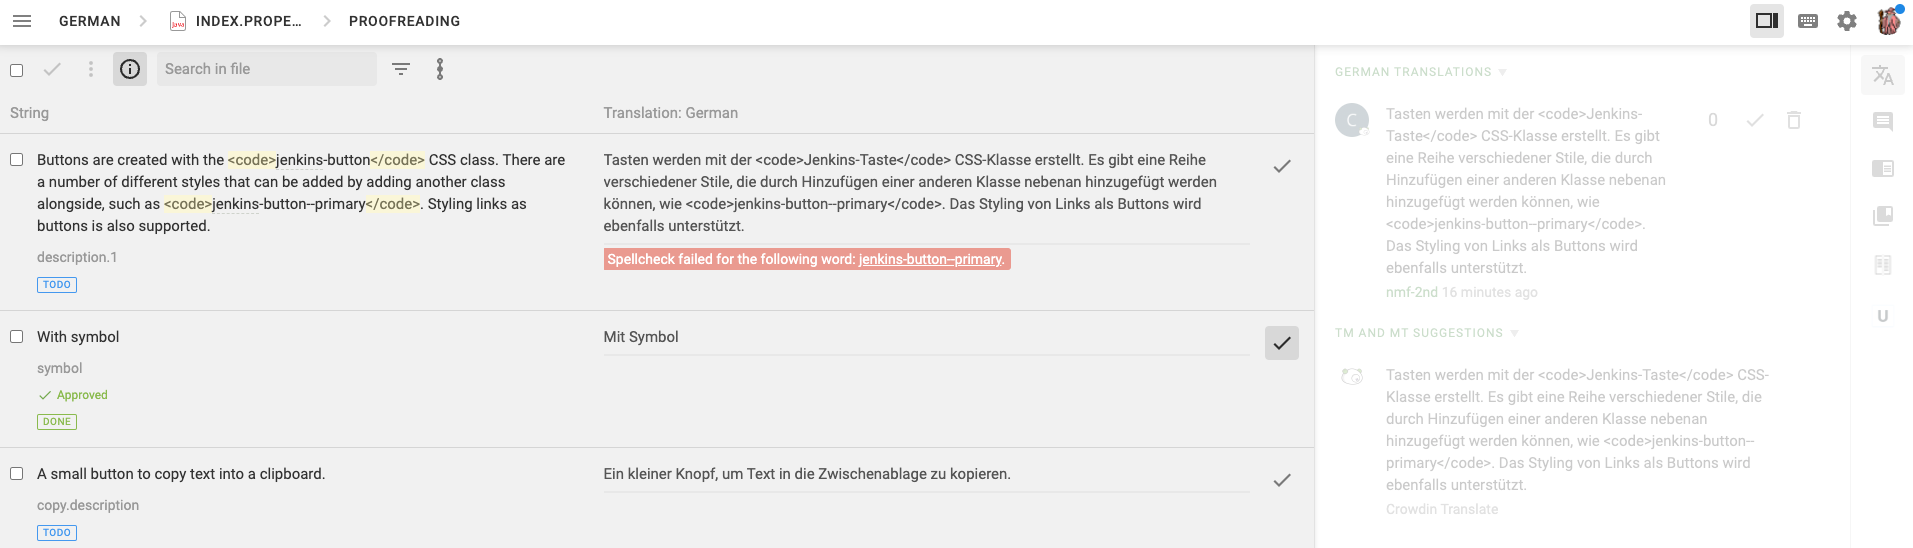 GERMAN
INDEX.PROPE...
PROOFREADING
Search in file
String
Translation: German
Buttons are created with the <code>jenkins-button</code> CSS class. There are
a number of different styles that can be added by adding another class
alongside, such as <code>jenkins-button--primary</code>. Styling links as
buttons is also supported.
description.1
TODO
Tasten werden mit der <code>Jenkins-Taste</code> CSS-Klasse erstellt. Es gibt eine Reihe
verschiedener Stile, die durch Hinzufügen einer anderen Klasse nebenan hinzugefügt werden
können, wie <code>jenkins-button--primary</code>. Das Styling von Links als Buttons wird
ebenfalls unterstützt.
Spellcheck failed for the following word: jenkins-button--primary.
With symbol
symbol
Approved
DONE
Mit Symbol
A small button to copy text into a clipboard.
copy.description
TODO
Ein kleiner Knopf, um Text in die Zwischenablage zu kopieren.
GERMAN TRANSLATIONS
C
Tasten werden mit der <code>Jenkins-
Taste</code> CSS-Klasse erstellt. Es gibt
eine Reihe verschiedener Stile, die durch
Hinzufügen einer anderen Klasse nebenan
hinzugefügt werden können, wie
<code>jenkins-button--primary</code>.
Das Styling von Links als Buttons wird
ebenfalls unterstützt.
0
nmf-2nd 16 minutes ago
TM AND MT SUGGESTIONS
Tasten werden mit der <code>Jenkins-Taste</code> CSS-
Klasse erstellt. Es gibt eine Reihe verschiedener Stile, die
durch Hinzufügen einer anderen Klasse nebenan
hinzugefügt werden können, wie <code>jenkins-button--
primary</code>. Das Styling von Links als Buttons wird
ebenfalls unterstützt.
Crowdin Translate
U